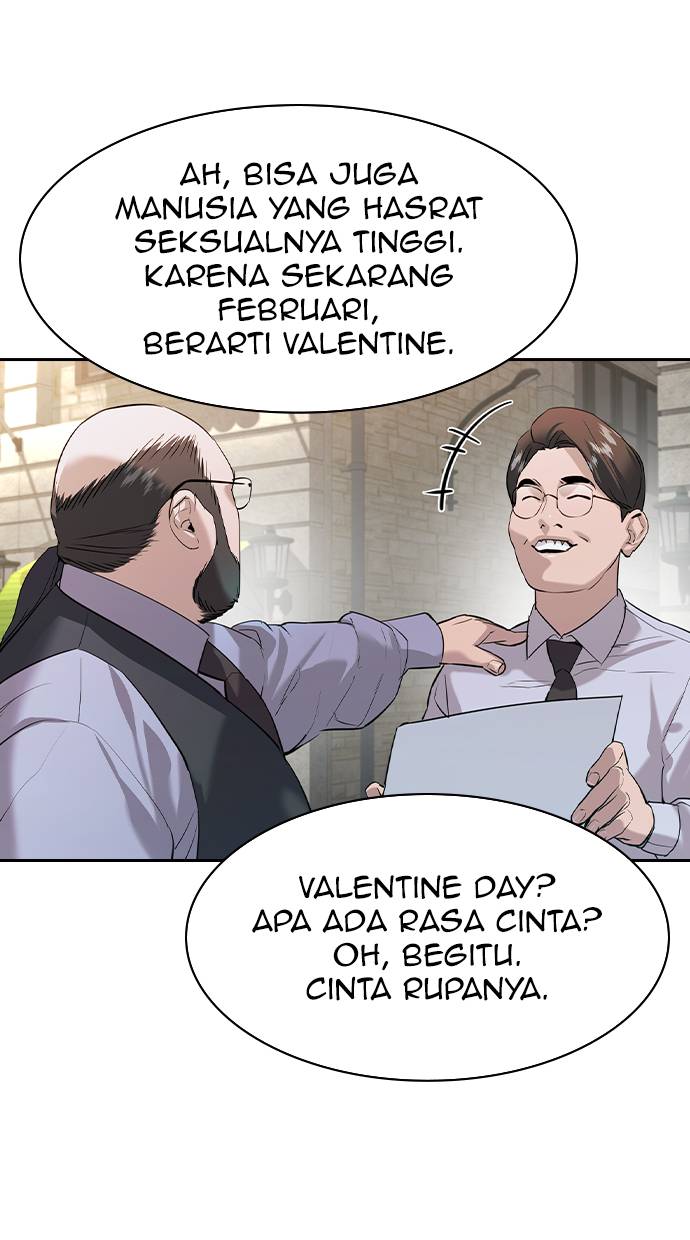 AH, BISA JUGA
MANUSIA YANG HASRAT
SEKSUALNYA TINGGI.
KARENA SEKARANG
FEBRUARI,
BERARTI VALENTINE.
VALENTINE DAY?
APA ADA RASA CINTA?
OH, BEGITU.
CINTA RUPANYA.